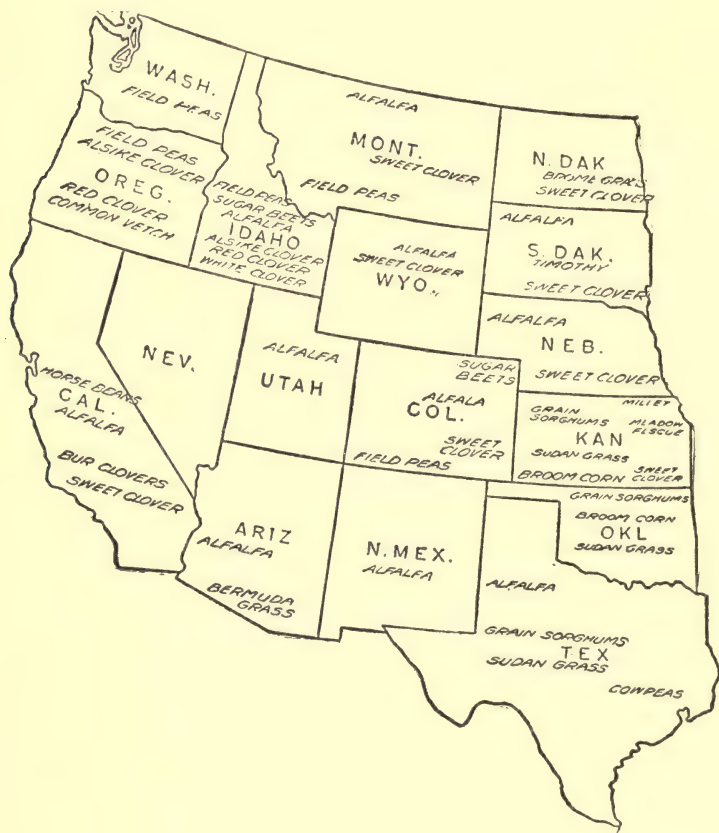 WASH.
FIELD PEAS
FIELD PEAS
ALSIKE CLOVER
OREG.
RED CLOVER
COMMON VETCH
FIELD PEAS
SUGAR BEETS
ALFALFA
IDAHO
ALSIKE CLOVER
RED CLOVER
WHITE CLOVER
ALFALFA
MONT.
SWEET CLOVER
FIELD PEAS
N. DAK
BROME GRASS
SWEET CLOVER
ALFALFA
S. DAK.
TIMOTHY
SWEET CLOVER
ALFALFA
SWEET CLOVER
WYO.
ALFALFA
NEB.
SWEET CLOVER
NEV.
ALFALFA
UTAH
SUGAR
BEETS
ALFALA
COL.
SWEET
CLOVER
FIELD PEAS
MILLET
GRAIN
SORGHUMS
MEADOW
FESCUE
KAN
SUDAN GRASS
SWEET
CLOVER
BROOM CORN
HORSE BEANS
CAL.
ALFALFA
BUR CLOVERS
SWEET CLOVER
ARIZ
ALFALFA
BERMUDA
GRASS
N. MEX.
ALFALFA
GRAIN SORGHUMS
BROOM CORN
OKL
SUDAN GRASS
ALFALFA
GRAIN SORGHUMS
TEX
SUDAN GRASS
COWPEAS